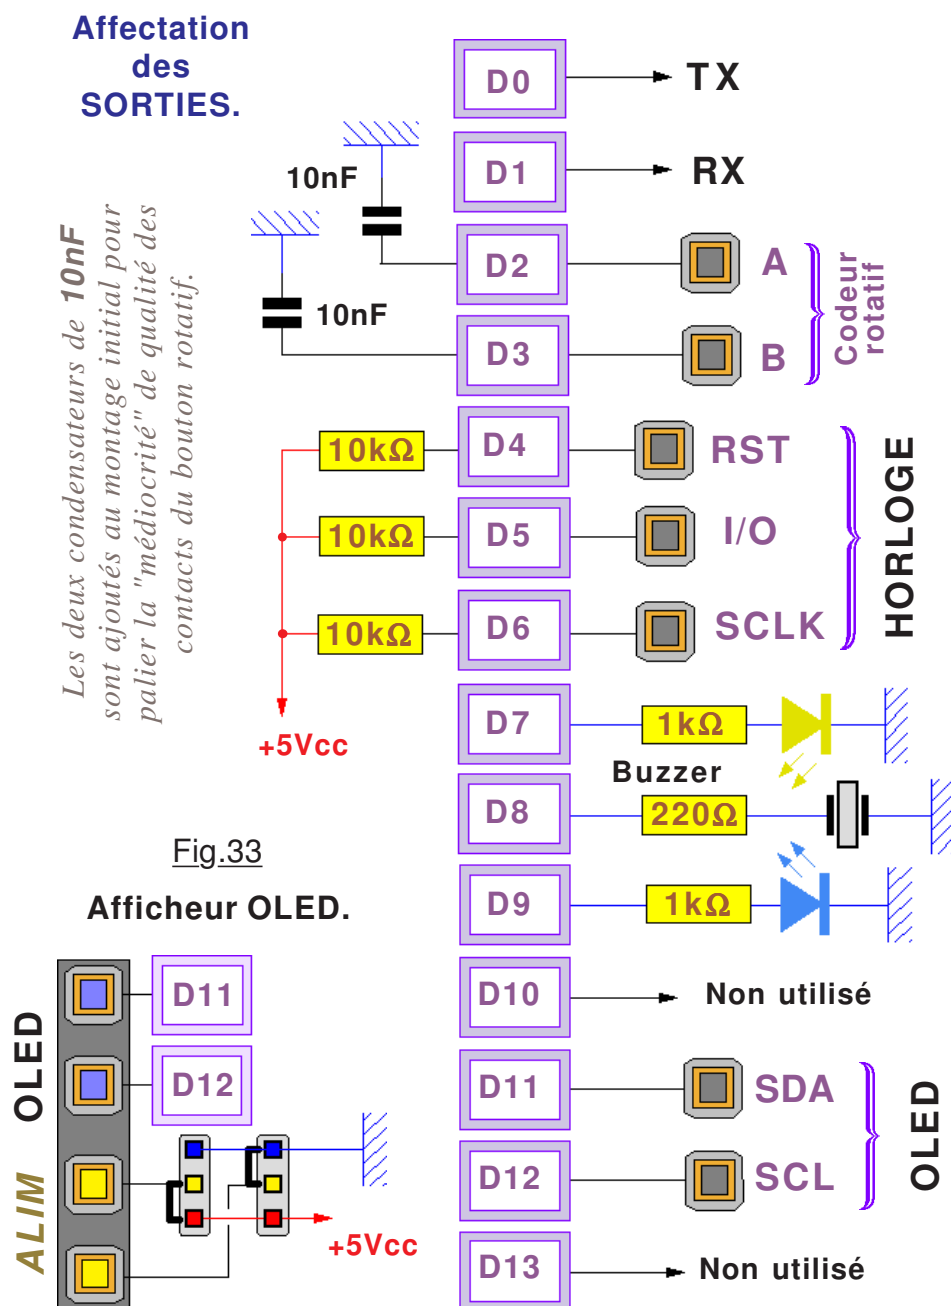 Affectation
des
SORTIES.
D0
TX
D1
RX
10nF
D2
A
10nF
D3
B
Codeur
rotatif
Les deux condensateurs de 10nF
sont ajoutés au montage initial pour
palier la "médiocrité" de qualité des
contacts du bouton rotatif.
10kΩ
D4
RST
10kΩ
D5
I/O
10kΩ
D6
SCLK
HORLOGE
+5Vcc
D7
1kΩ
Buzzer
D8
220Ω
D9
1kΩ
Fig.33
Afficheur OLED.
D10
Non utilisé
D11
SDA
D12
SCL
OLED
D13
Non utilisé
OLED
D11
D12
ALIM
+5Vcc